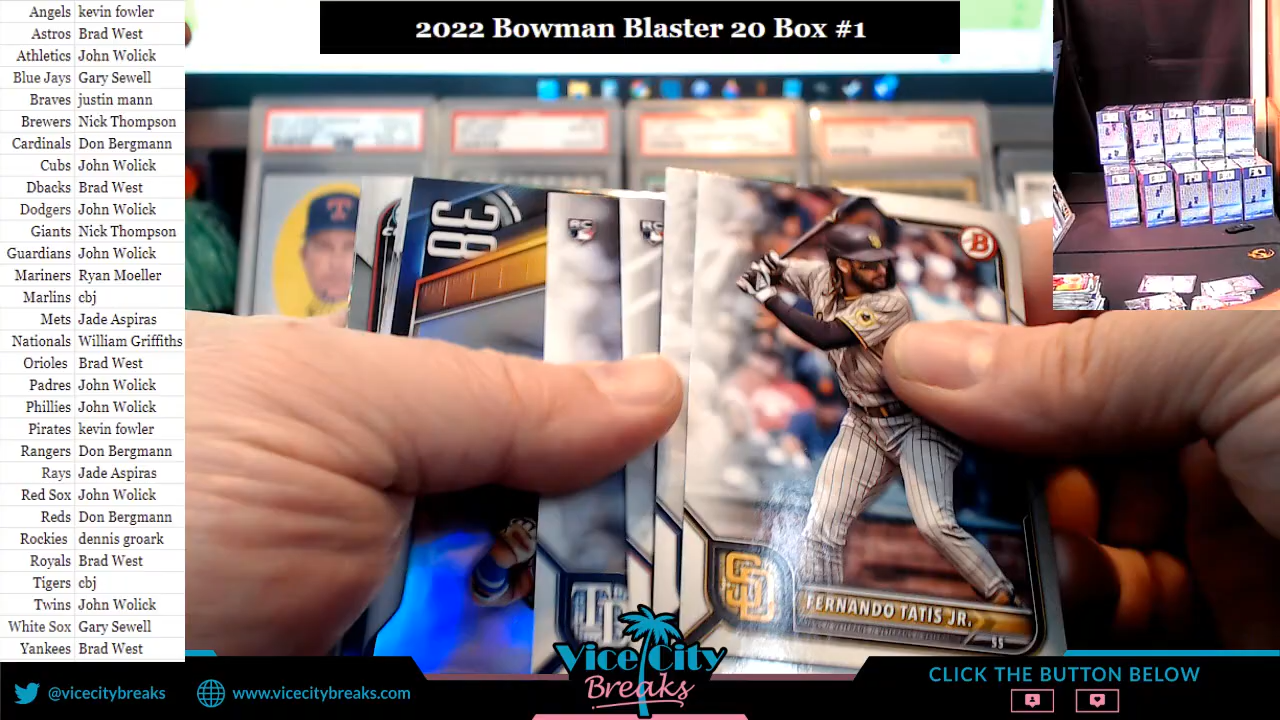 2022 Bowman Blaster 20 Box #1
Angels kevin fowler
Astros Brad West
Athletics John Wolick
Blue Jays Gary Sewell
Braves justin mann
Brewers Nick Thompson
Cardinals Don Bergmann
Cubs John Wolick
Dbacks Brad West
Dodgers John Wolick
Giants Nick Thompson
Guardians John Wolick
Mariners Ryan Moeller
Marlins cbj
Mets Jade Aspiras
Nationals William Griffiths
Orioles Brad West
Padres John Wolick
Phillies John Wolick
Pirates kevin fowler
Rangers Don Bergmann
Rays Jade Aspiras
Red Sox John Wolick
Reds Don Bergmann
Rockies dennis groark
Royals Brad West
Tigers cbj
Twins John Wolick
White Sox Gary Sewell
Yankees Brad West
T
38
RC
RC
B
SD
FERNANDO TATIS JR.
SS
Vice City
Breaks
@vicecitybreaks
www.vicecitybreaks.com
CLICK THE BUTTON BELOW